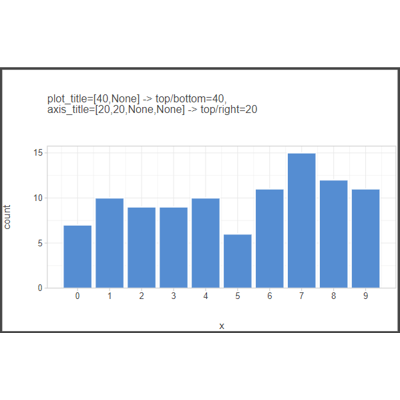 plot_title=[40,None] -> top/bottom=40,
axis_title=[20,20,None,None] -> top/right=20
15
10
5
0
count
0 1 2 3 4 5 6 7 8 9
x